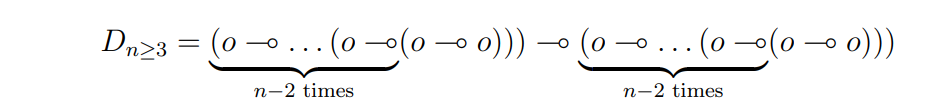 D_{n≥3} = (o ⊸ … (o ⊸(o ⊸ o))) ⊸ (o ⊸ … (o ⊸(o ⊸ o)))
n−2 times n−2 times